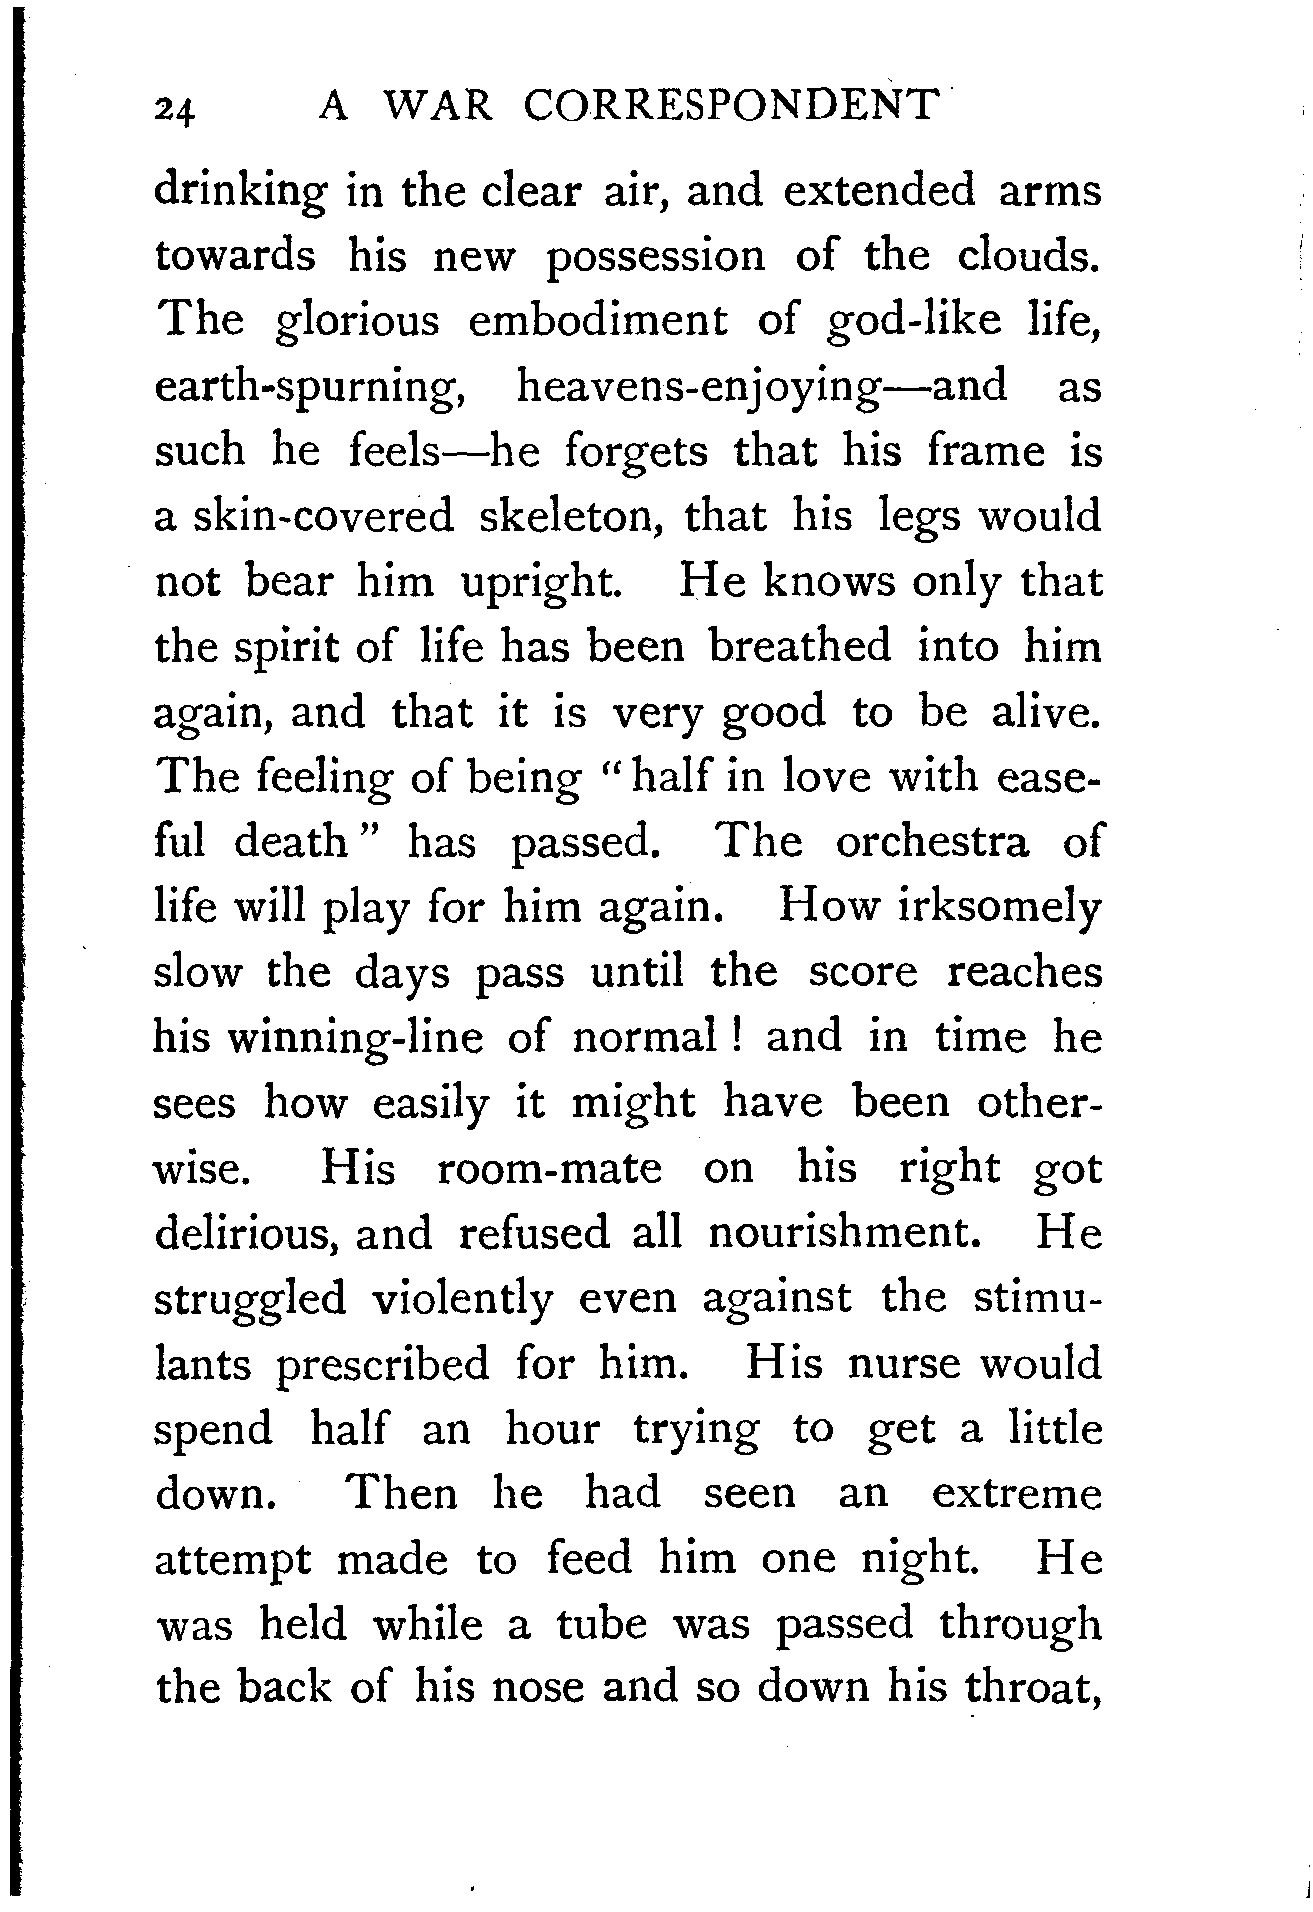 24 A WAR CORRESPONDENT
drinking in the clear air, and extended arms
towards his new possession of the clouds.
The glorious embodiment of god-like life,
earth-spurning, heavens-enjoying—and as
such he feels—he forgets that his frame is
a skin-covered skeleton, that his legs would
not bear him upright. He knows only that
the spirit of life has been breathed into him
again, and that it is very good to be alive.
The feeling of being “half in love with ease-
ful death” has passed. The orchestra of
life will play for him again. How irksomely
slow the days pass until the score reaches
his winning-line of normal! and in time he
sees how easily it might have been other-
wise. His room-mate on his right got
delirious, and refused all nourishment. He
struggled violently even against the stimu-
lants prescribed for him. His nurse would
spend half an hour trying to get a little
down. Then he had seen an extreme
attempt made to feed him one night. He
was held while a tube was passed through
the back of his nose and so down his throat,